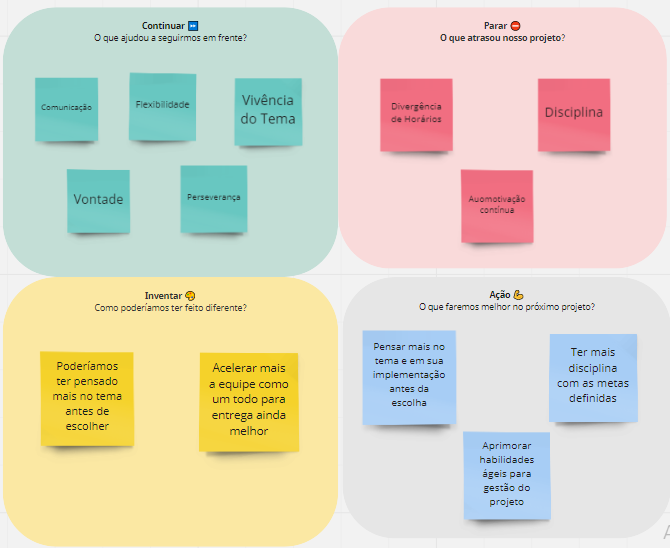 Continuar ⏩
O que ajudou a seguirmos em frente?
Comunicação
Flexibilidade
Vivência
do Tema
Vontade
Perseverança
Parar ⛔
O que atrasou nosso projeto?
Divergência
de Horários
Disciplina
Auomotivação
contínua
Inventar
Como poderíamos ter feito diferente?
Poderíamos
ter pensado
mais no tema
antes de
escolher
Acelerar mais
a equipe como
um todo para
entrega ainda
melhor
Ação 💪
O que faremos melhor no próximo projeto?
Pensar mais no
tema e em sua
implementação
antes da
escolha
Ter mais
disciplina
com as metas
definidas
Aprimorar
habilidades
ágeis para
gestão do
projeto